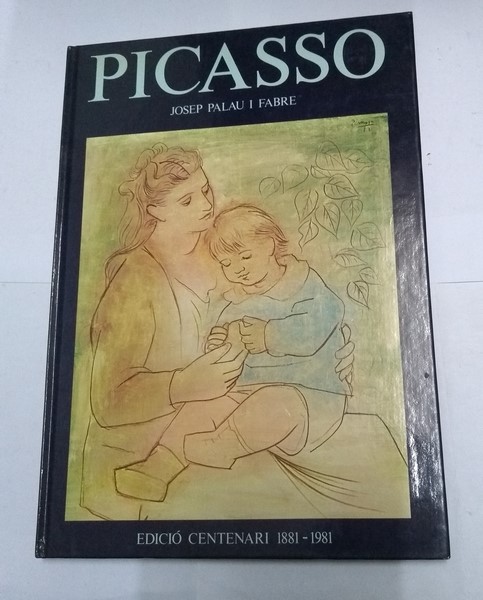 PICASSO
JOSEP PALAU I FABRE
EDICIÓ CENTENARI 1881-1981